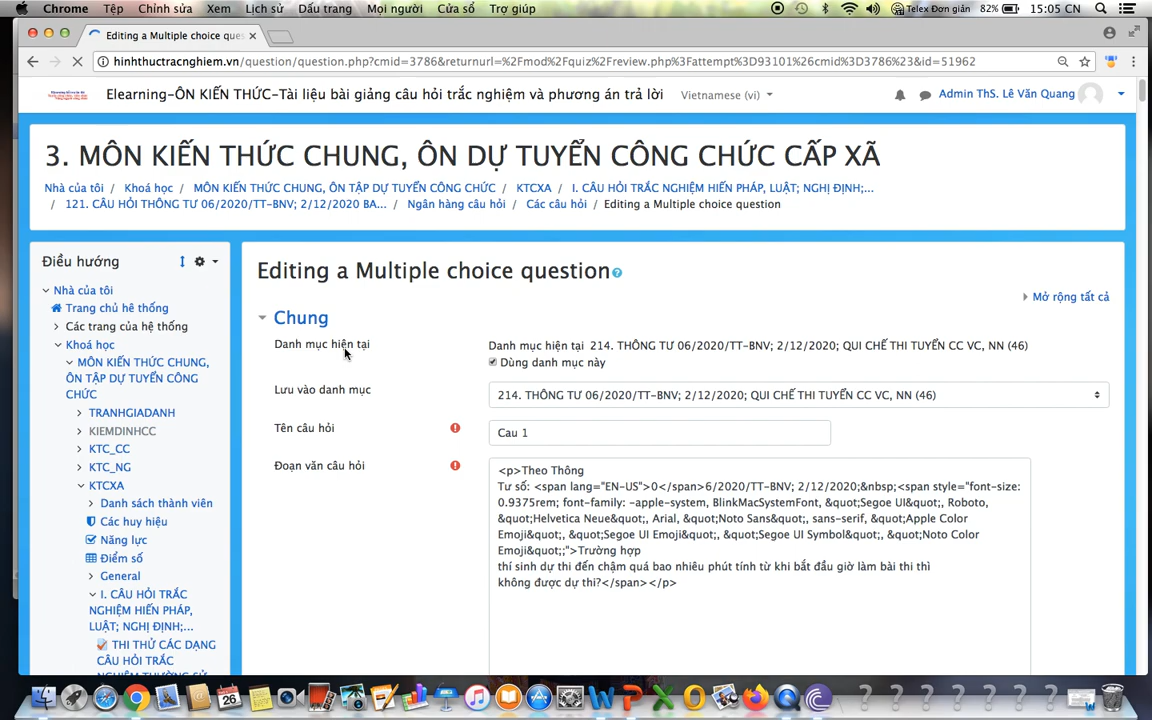 Chrome Tệp Chỉnh sửa Xem Lịch sử Dấu trang Mọi người Cửa sổ Trợ giúp Telex Đơn giản 82% 15:05 CN
Editing a Multiple choice ques
hinhthuctracnghiem.vn/question/question.php?cmid=3786&returnurl=%2Fmod%2Fquiz%2Freview.php%3Fattempt%3D93101%26cmid%3D3786%23&id=51962
Elearning-ÔN KIẾN THỨC-Tài liệu bài giảng câu hỏi trắc nghiệm và phương án trả lời Vietnamese (vi) Admin ThS. Lê Văn Quang
3. MÔN KIẾN THỨC CHUNG, ÔN DỰ TUYỂN CÔNG CHỨC CẤP XÃ
Nhà của tôi / Khoá học / MÔN KIẾN THỨC CHUNG, ÔN TẬP DỰ TUYỂN CÔNG CHỨC / KTCXA / I. CÂU HỎI TRẮC NGHIỆM HIẾN PHÁP, LUẬT; NGHỊ ĐỊNH;...
/ 121. CÂU HỎI THÔNG TƯ 06/2020/TT-BNV; 2/12/2020 BA... / Ngân hàng câu hỏi / Các câu hỏi / Editing a Multiple choice question
Điều hướng
Nhà của tôi
Trang chủ hê thống
Các trang của hệ thống
Khoá học
MÔN KIẾN THỨC CHUNG,
ÔN TẬP DỰ TUYỂN CÔNG
CHỨC
TRANHGIADANH
KIEMDINHCC
KTC_CC
KTC_NG
KTCXA
Danh sách thành viên
Các huy hiệu
Năng lực
Điểm số
General
I. CÂU HỎI TRẮC
NGHIỆM HIẾN PHÁP,
LUẬT; NGHỊ ĐỊNH;...
THI THỬ CÁC DẠNG
CÂU HỎI TRẮC
NGHIỆM THƯỜNG SỬ
Editing a Multiple choice question
Mở rộng tất cả
Chung
Danh mục hiện tại Danh mục hiện tại 214. THÔNG TƯ 06/2020/TT-BNV; 2/12/2020; QUI CHẾ THI TUYỂN CC VC, NN (46)
Dùng danh mục này
Lưu vào danh mục 214. THÔNG TƯ 06/2020/TT-BNV; 2/12/2020; QUI CHẾ THI TUYỂN CC VC, NN (46)
Tên câu hỏi Cau 1
Đoạn văn câu hỏi
<p>Theo Thông
Tư số: <span lang="EN-US">0</span>6/2020/TT-BNV; 2/12/2020;&nbsp;<span style="font-size:
0.9375rem; font-family: -apple-system, BlinkMacSystemFont, &quot;Segoe UI&quot;, Roboto,
&quot;Helvetica Neue&quot;, Arial, &quot;Noto Sans&quot;, sans-serif, &quot;Apple Color
Emoji&quot;, &quot;Segoe UI Emoji&quot;, &quot;Segoe UI Symbol&quot;, &quot;Noto Color
Emoji&quot;;">Trường hợp
thí sinh dự thi đến chậm quá bao nhiêu phút tính từ khi bắt đầu giờ làm bài thi thì
không được dự thi?</span></p>